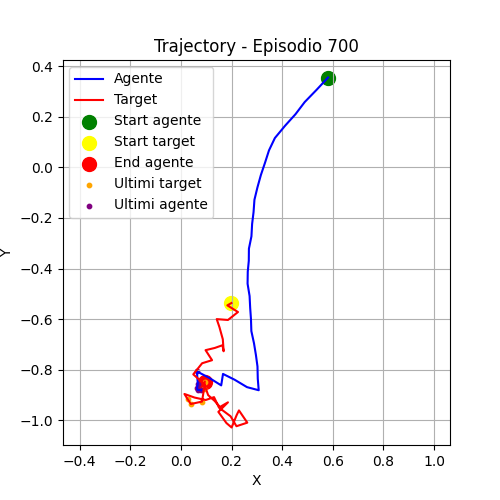 Trajectory - Episodio 700
Agente
Target
Start agente
Start target
End agente
Ultimi target
Ultimi agente
0.4
0.2
0.0
−0.2
−0.4
−0.6
−0.8
−1.0
Y
−0.4 −0.2 0.0 0.2 0.4 0.6 0.8 1.0
X